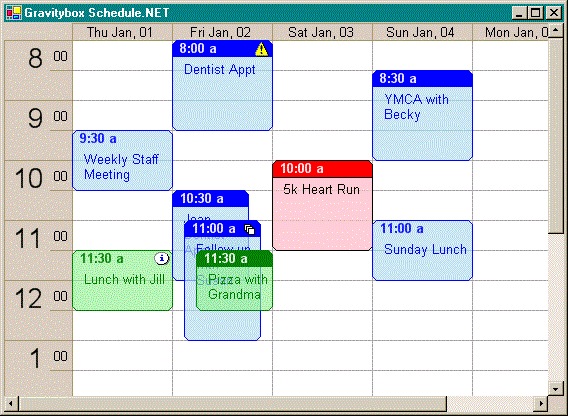 Gravitybox Schedule.NET
Thu Jan, 01
Fri Jan, 02
Sat Jan, 03
Sun Jan, 04
Mon Jan, 0
8 00
9 00
10 00
11 00
12 00
1 00
9:30 a
Weekly Staff
Meeting
11:30 a
Lunch with Jill
8:00 a
Dentist Appt
10:30 a
11:00 a
Follow up
11:30 a
Pizza with
Grandma
10:00 a
5k Heart Run
8:30 a
YMCA with
Becky
11:00 a
Sunday Lunch